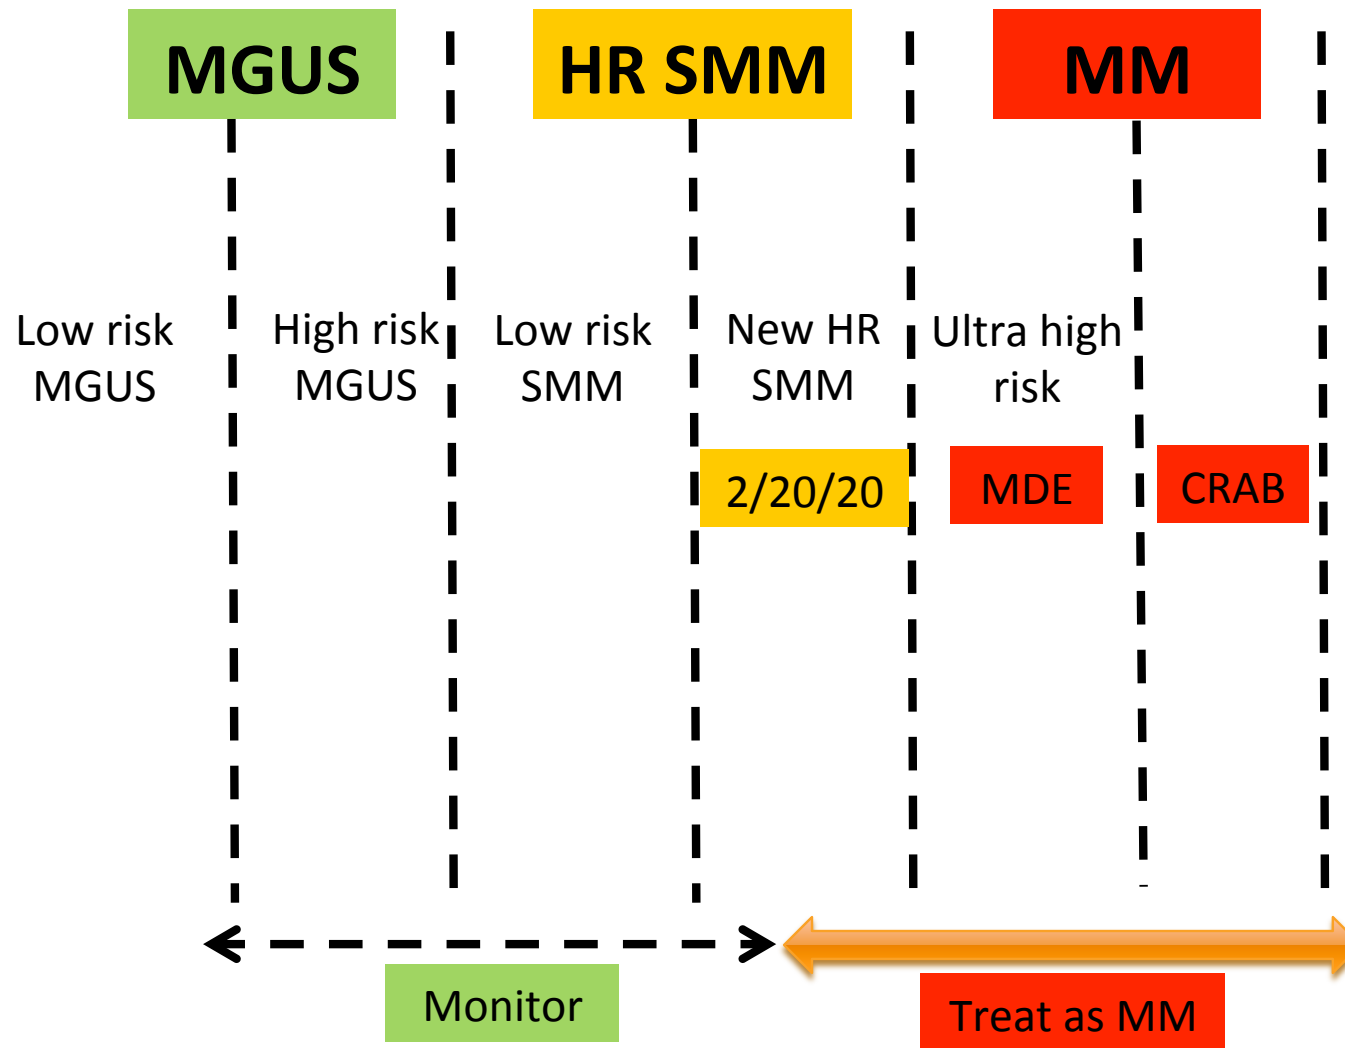 MGUS
HR SMM
MM
Low risk
MGUS
High risk
MGUS
Low risk
SMM
New HR
SMM
Ultra high
risk
2/20/20
MDE
CRAB
Monitor
Treat as MM